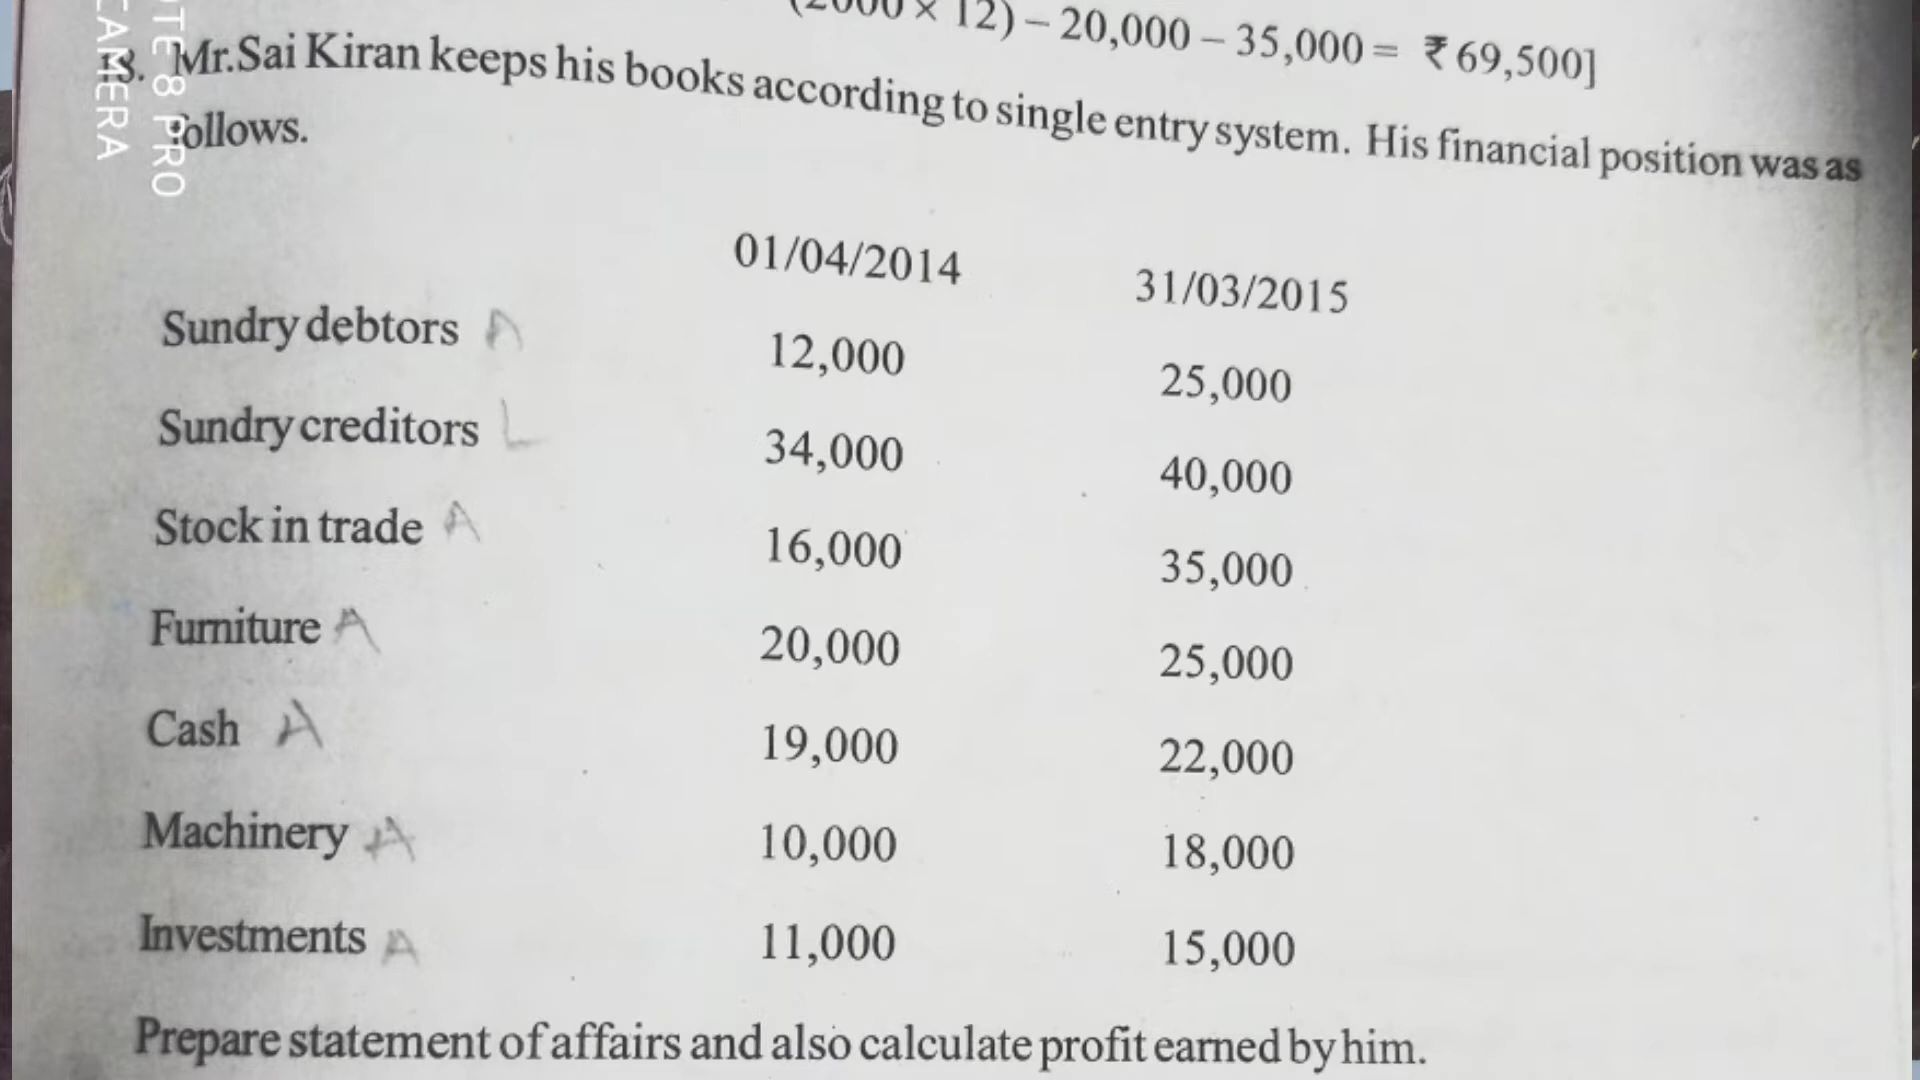 × 12) – 20,000 – 35,000 = ₹ 69,500]
3. Mr.Sai Kiran keeps his books according to single entry system. His financial position was as
follows.
01/04/2014 31/03/2015
Sundry debtors A 12,000 25,000
Sundry creditors L 34,000 40,000
Stock in trade A 16,000 35,000
Furniture A 20,000 25,000
Cash A 19,000 22,000
Machinery A 10,000 18,000
Investments A 11,000 15,000
Prepare statement of affairs and also calculate profit earned by him.
8 PRO
CAMERA